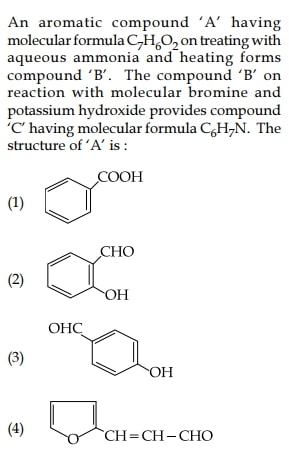 An aromatic compound ‘A’ having
molecular formula C₇H₆O₂ on treating with
aqueous ammonia and heating forms
compound ‘B’. The compound ‘B’ on
reaction with molecular bromine and
potassium hydroxide provides compound
‘C’ having molecular formula C₆H₇N. The
structure of ‘A’ is :
(1)
COOH
(2)
CHO
OH
(3)
OHC
OH
(4)
O
CH=CH–CHO